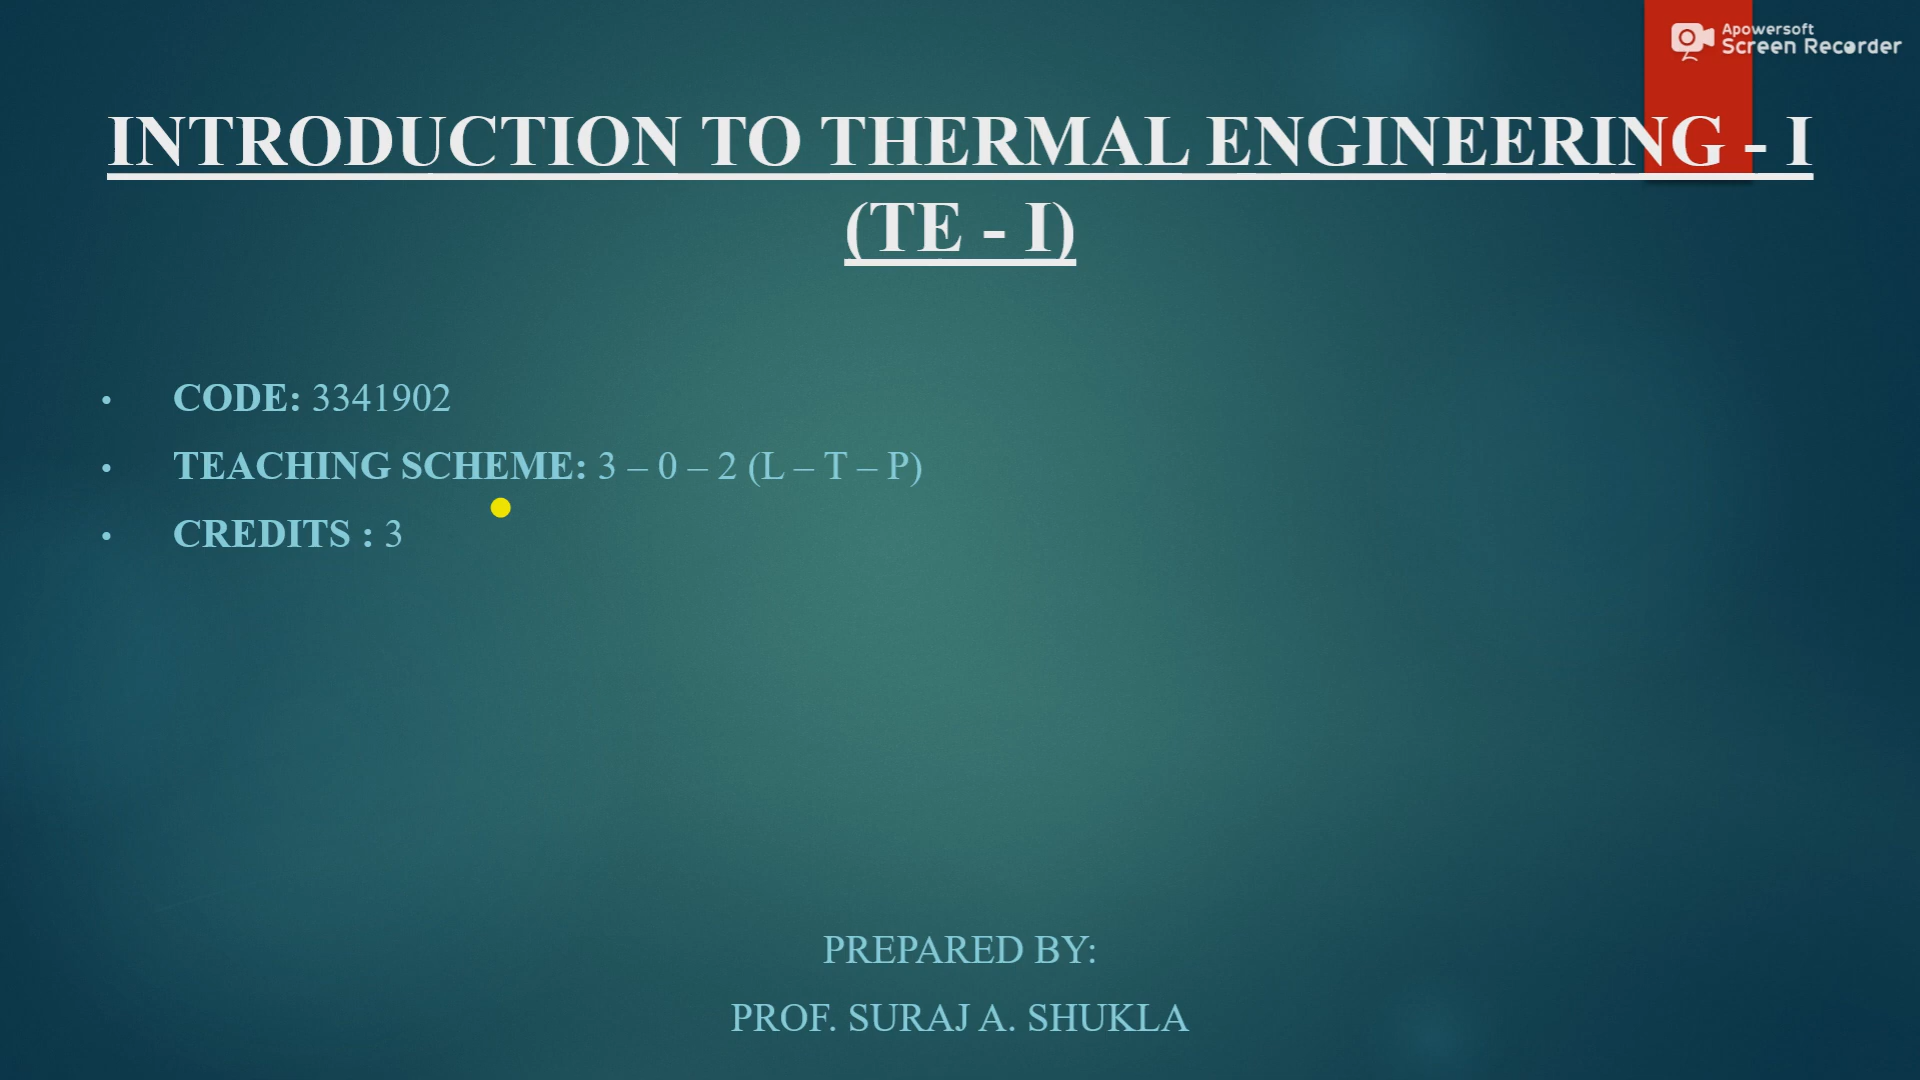 Apowersoft
Screen Recorder
INTRODUCTION TO THERMAL ENGINEERING - I
(TE - I)
• CODE: 3341902
• TEACHING SCHEME: 3 – 0 – 2 (L – T – P)
• CREDITS : 3
PREPARED BY:
PROF. SURAJ A. SHUKLA